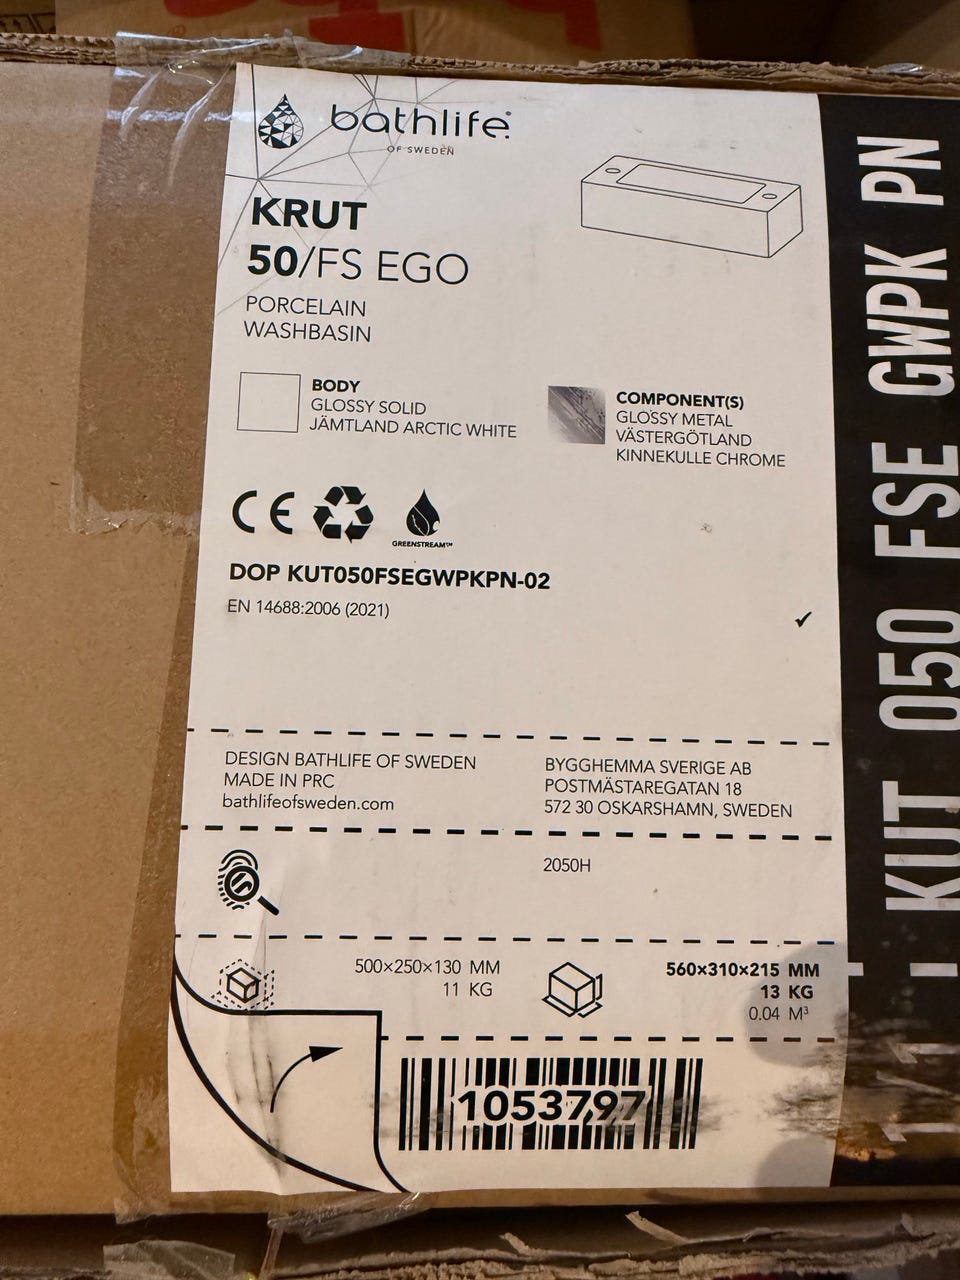 bathlife
OF SWEDEN
KRUT
50/FS EGO
PORCELAIN
WASHBASIN
BODY
GLOSSY SOLID
JÄMTLAND ARCTIC WHITE
COMPONENT(S)
GLOSSY METAL
VÄSTERGÖTLAND
KINNEKULLE CHROME
CE
GREENSTREAM™
DOP KUT050FSEGWPKPN-02
EN 14688:2006 (2021)
DESIGN BATHLIFE OF SWEDEN
MADE IN PRC
bathlifeofsweden.com
BYGGHEMMA SVERIGE AB
POSTMÄSTAREGATAN 18
572 30 OSKARSHAMN, SWEDEN
2050H
500×250×130 MM
11 KG
560×310×215 MM
13 KG
0.04 M³
1053797
1/1 - KUT 050 FSE GWPK PN